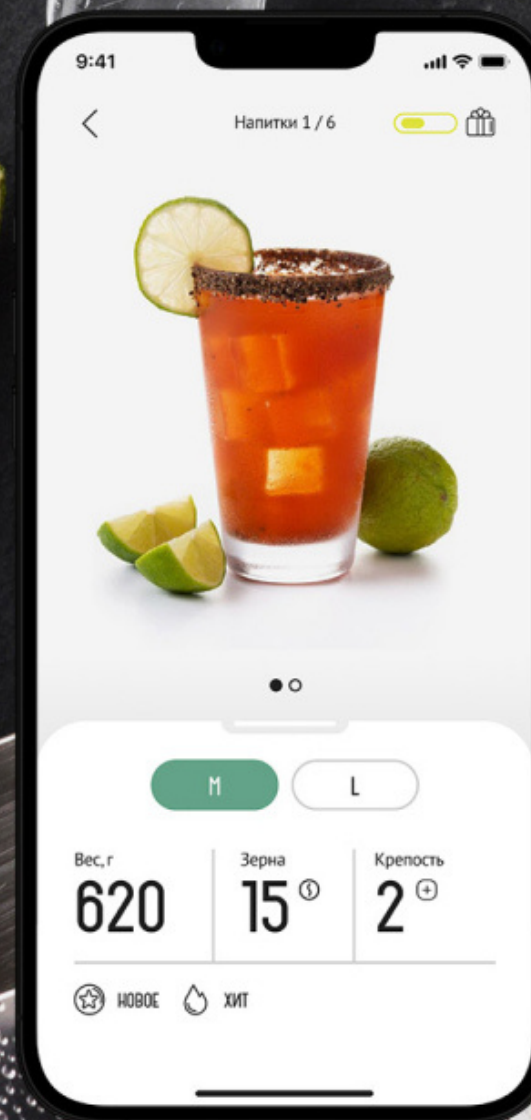 9:41
Напитки 1 / 6
M
L
Вес, г
Зерна
Крепость
620
15
2
НОВОЕ
ХИТ